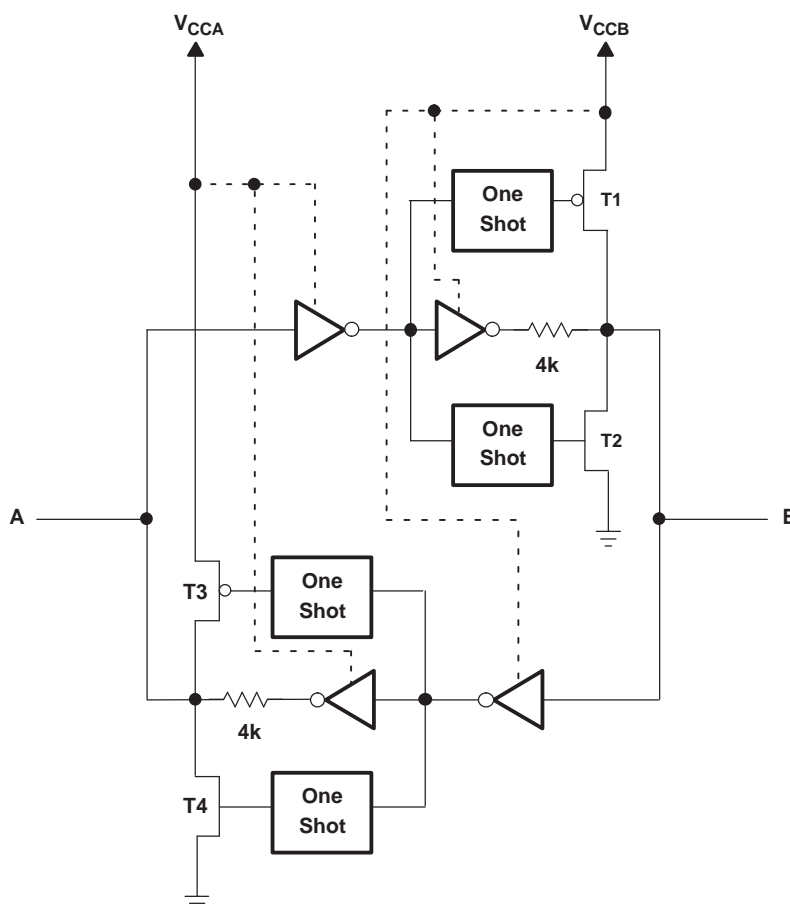 VCCA
VCCB
One
Shot
T1
4k
One
Shot
T2
A
B
T3
One
Shot
4k
T4
One
Shot